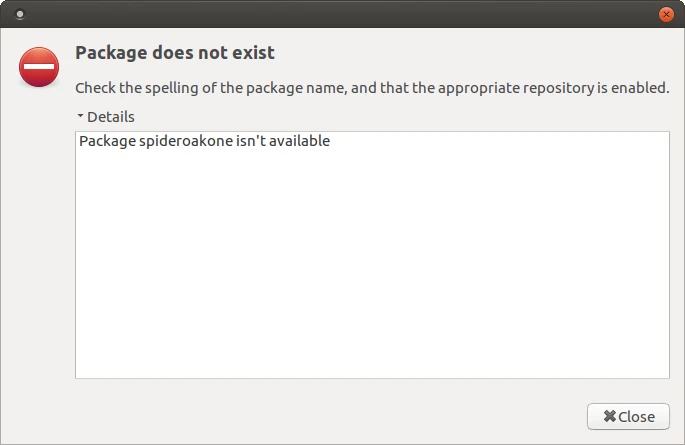 Package does not exist
Check the spelling of the package name, and that the appropriate repository is enabled.
Details
Package spideroakone isn't available
Close